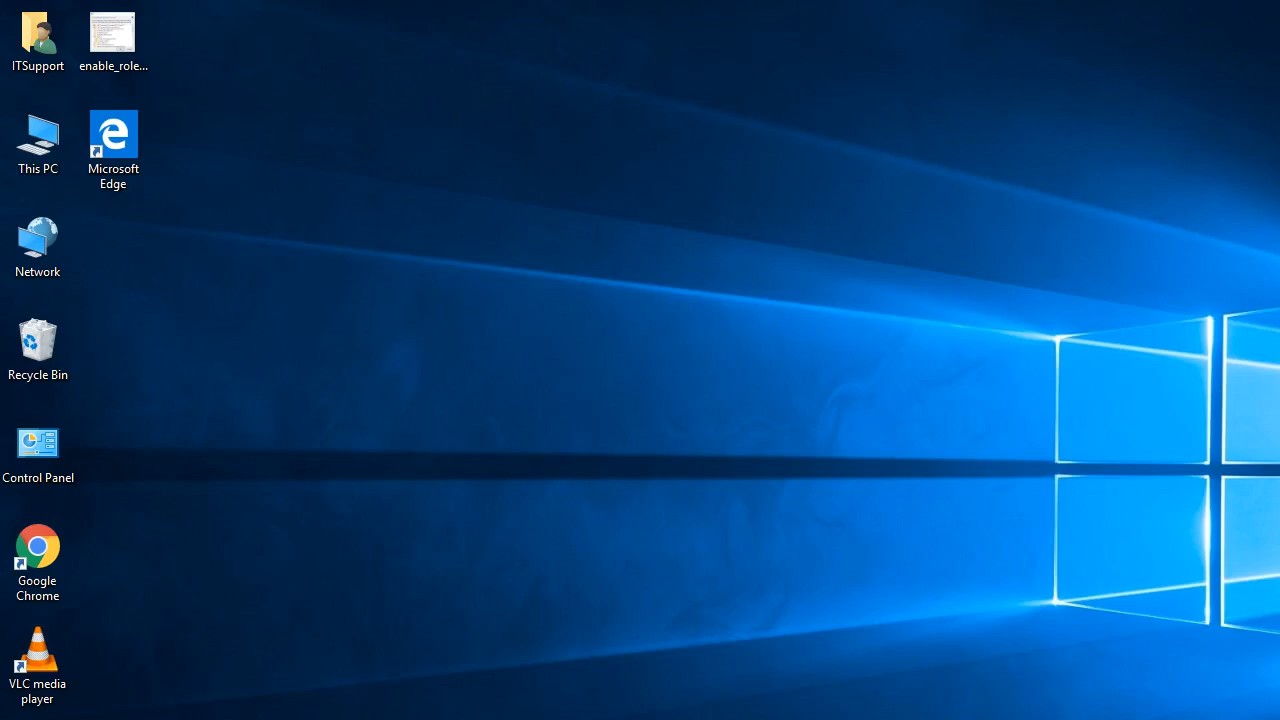 ITSupport
enable_role...
This PC
Microsoft
Edge
Network
Recycle Bin
Control Panel
Google
Chrome
VLC media
player